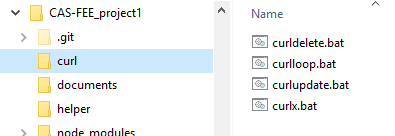 CAS-FEE_project1
.git
curl
documents
helper
node_modules
Name
curldelete.bat
curlloop.bat
curlupdate.bat
curlx.bat